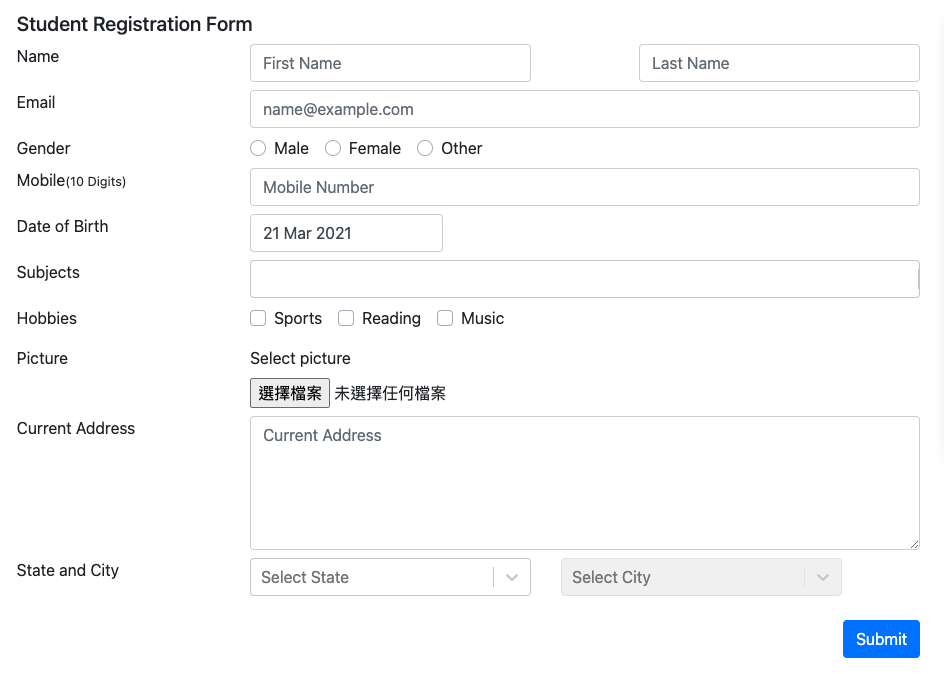 Student Registration Form
Name First Name Last Name
Email name@example.com
Gender Male Female Other
Mobile(10 Digits) Mobile Number
Date of Birth 21 Mar 2021
Subjects
Hobbies Sports Reading Music
Picture Select picture
選擇檔案 未選擇任何檔案
Current Address Current Address
State and City Select State Select City
Submit